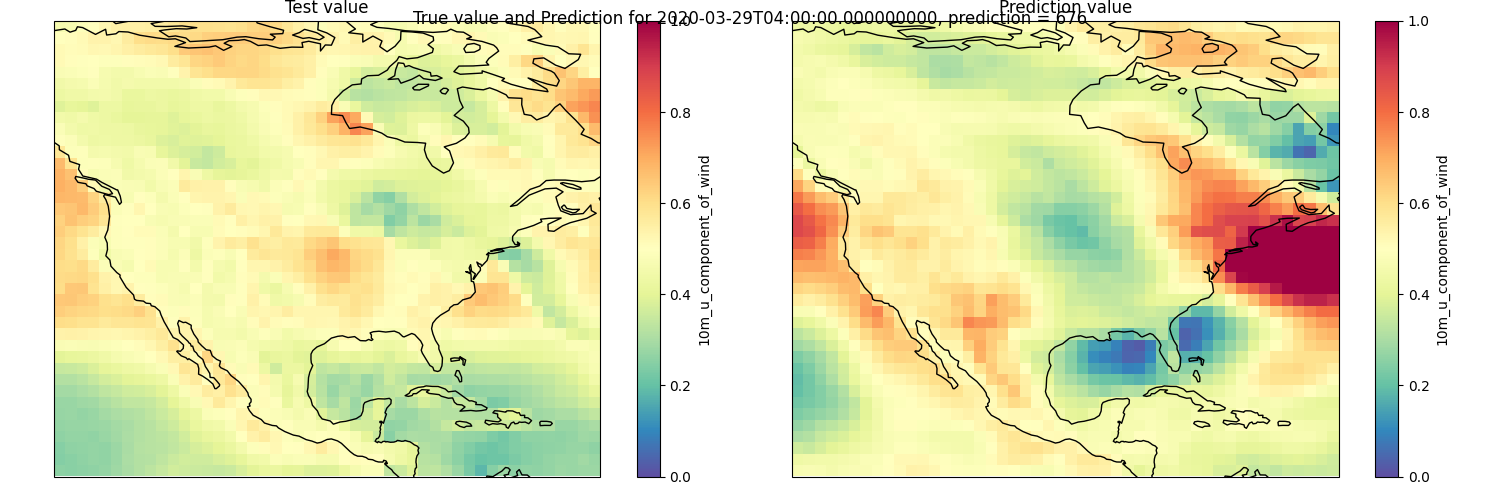 Test value
Prediction value
True value and Prediction for 2020-03-29T04:00:00.000000000, prediction = 676
1.0
0.8
0.6
0.4
0.2
0.0
10m_u_component_of_wind
1.0
0.8
0.6
0.4
0.2
0.0
10m_u_component_of_wind